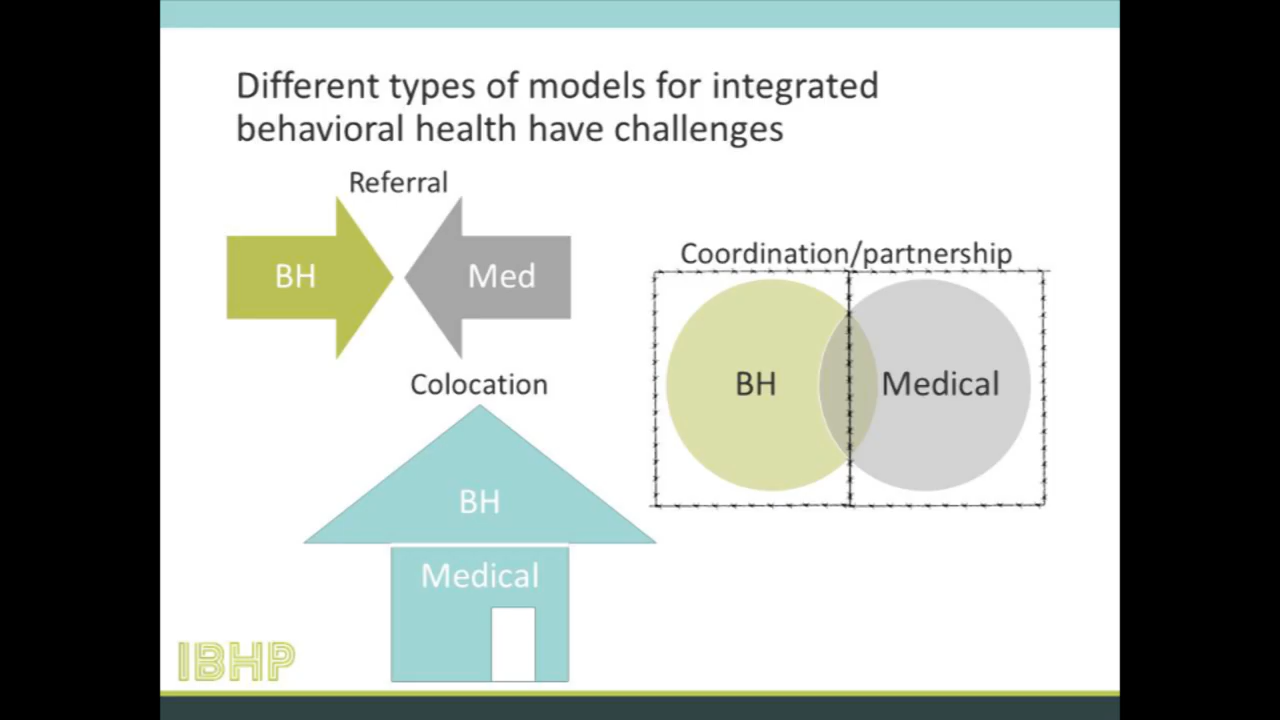 Different types of models for integrated
behavioral health have challenges
Referral
BH
Med
Coordination/partnership
BH
Medical
Colocation
BH
Medical
IBHP